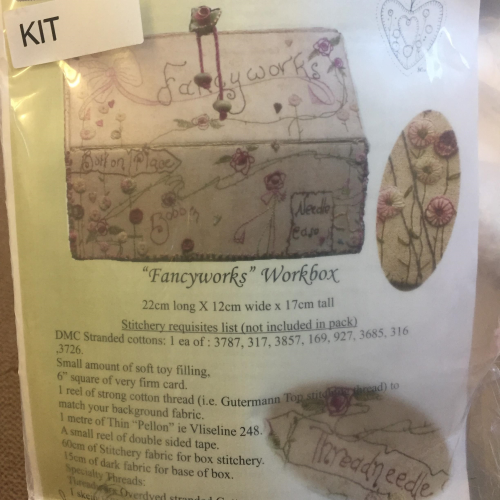 KIT
Fancyworks
Button Place
Bobbin
Needle
Case
"Fancyworks" Workbox
22cm long X 12cm wide x 17cm tall
Stitchery requisites list (not included in pack)
DMC Stranded cottons: 1 ea of : 3787, 317, 3857, 169, 927, 3685, 316
,3726.
Small amount of soft toy filling,
6" square of very firm card.
1 reel of strong cotton thread (i.e. Gutermann Top stitch thread) to
match your background fabric.
1 metre of Thin "Pellon" ie Vliseline 248.
A small reel of double sided tape.
60cm of Stitchery fabric for box stitchery.
15cm of dark fabric for base of box.
Specialty Threads:
Threadneedle